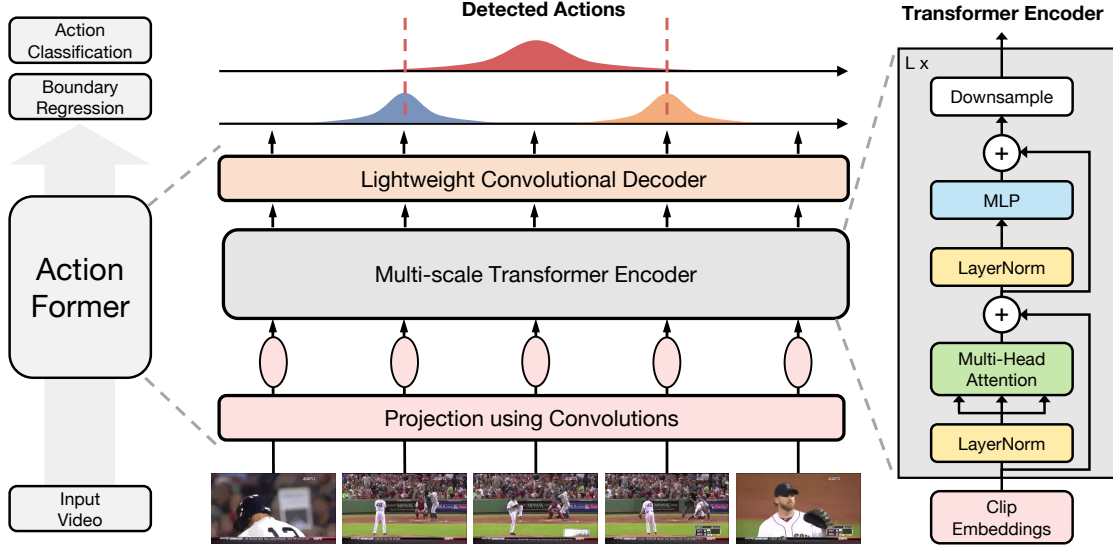 Detected Actions
Transformer Encoder
Action
Classification
Boundary
Regression
Action
Former
Input
Video
Lightweight Convolutional Decoder
Multi-scale Transformer Encoder
Projection using Convolutions
L x
Downsample
+
MLP
LayerNorm
+
Multi-Head
Attention
LayerNorm
Clip
Embeddings